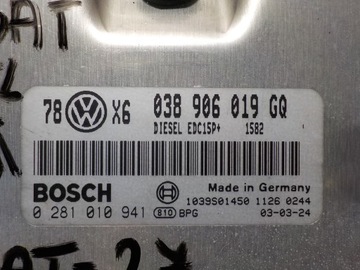 78 X6 038 906 019 GQ
DIESEL EDC15P+ 1582
BOSCH
Made in Germany
0 281 010 941
810 BPG
1039S01450 1126 0244
03-03-24